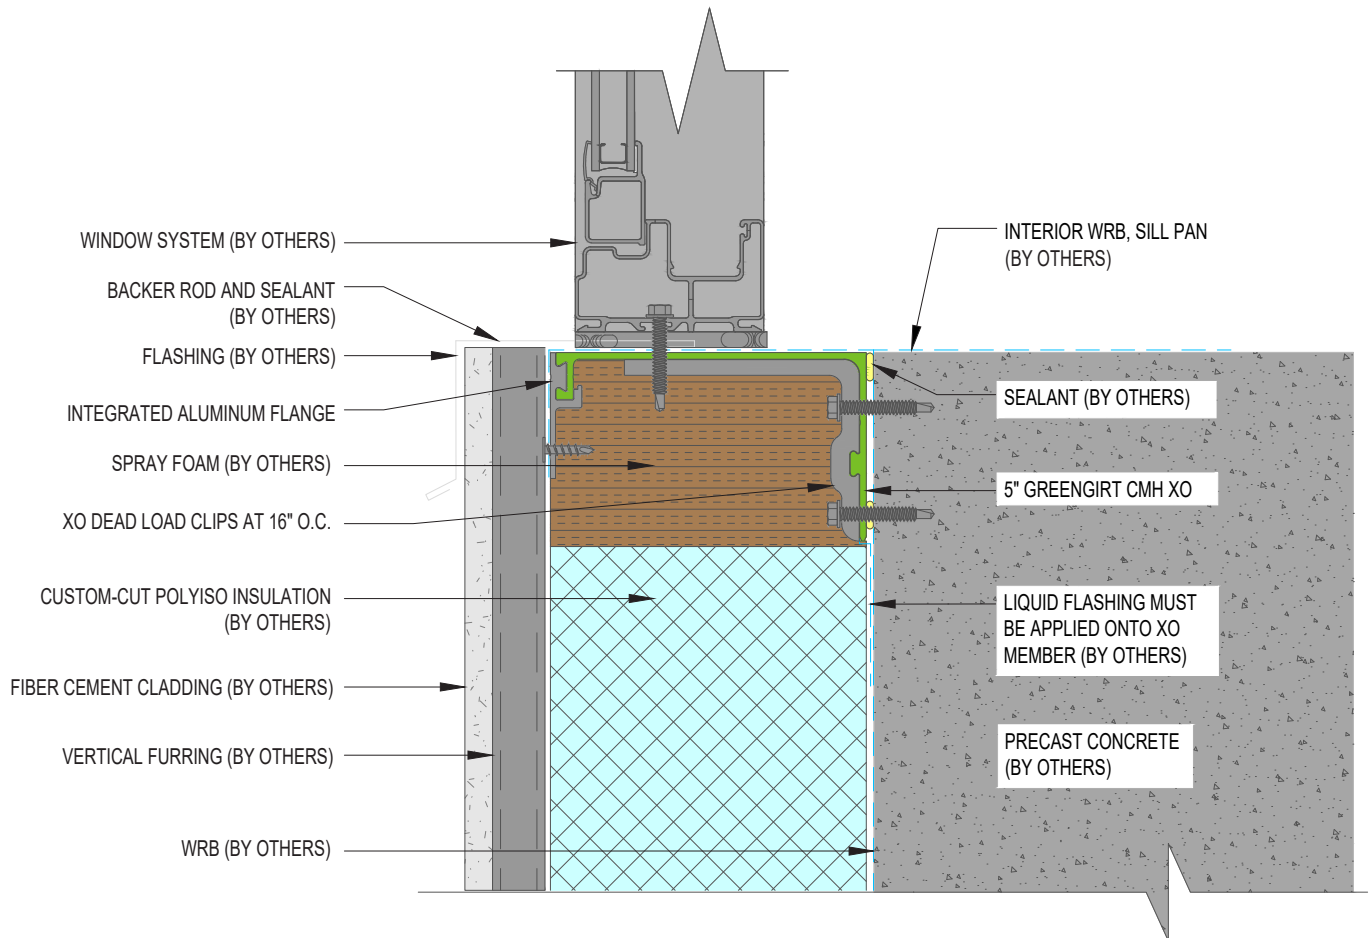 WINDOW SYSTEM (BY OTHERS)
BACKER ROD AND SEALANT
(BY OTHERS)
FLASHING (BY OTHERS)
INTEGRATED ALUMINUM FLANGE
SPRAY FOAM (BY OTHERS)
XO DEAD LOAD CLIPS AT 16" O.C.
CUSTOM-CUT POLYISO INSULATION
(BY OTHERS)
FIBER CEMENT CLADDING (BY OTHERS)
VERTICAL FURRING (BY OTHERS)
WRB (BY OTHERS)
INTERIOR WRB, SILL PAN
(BY OTHERS)
SEALANT (BY OTHERS)
5" GREENGIRT CMH XO
LIQUID FLASHING MUST
BE APPLIED ONTO XO
MEMBER (BY OTHERS)
PRECAST CONCRETE
(BY OTHERS)